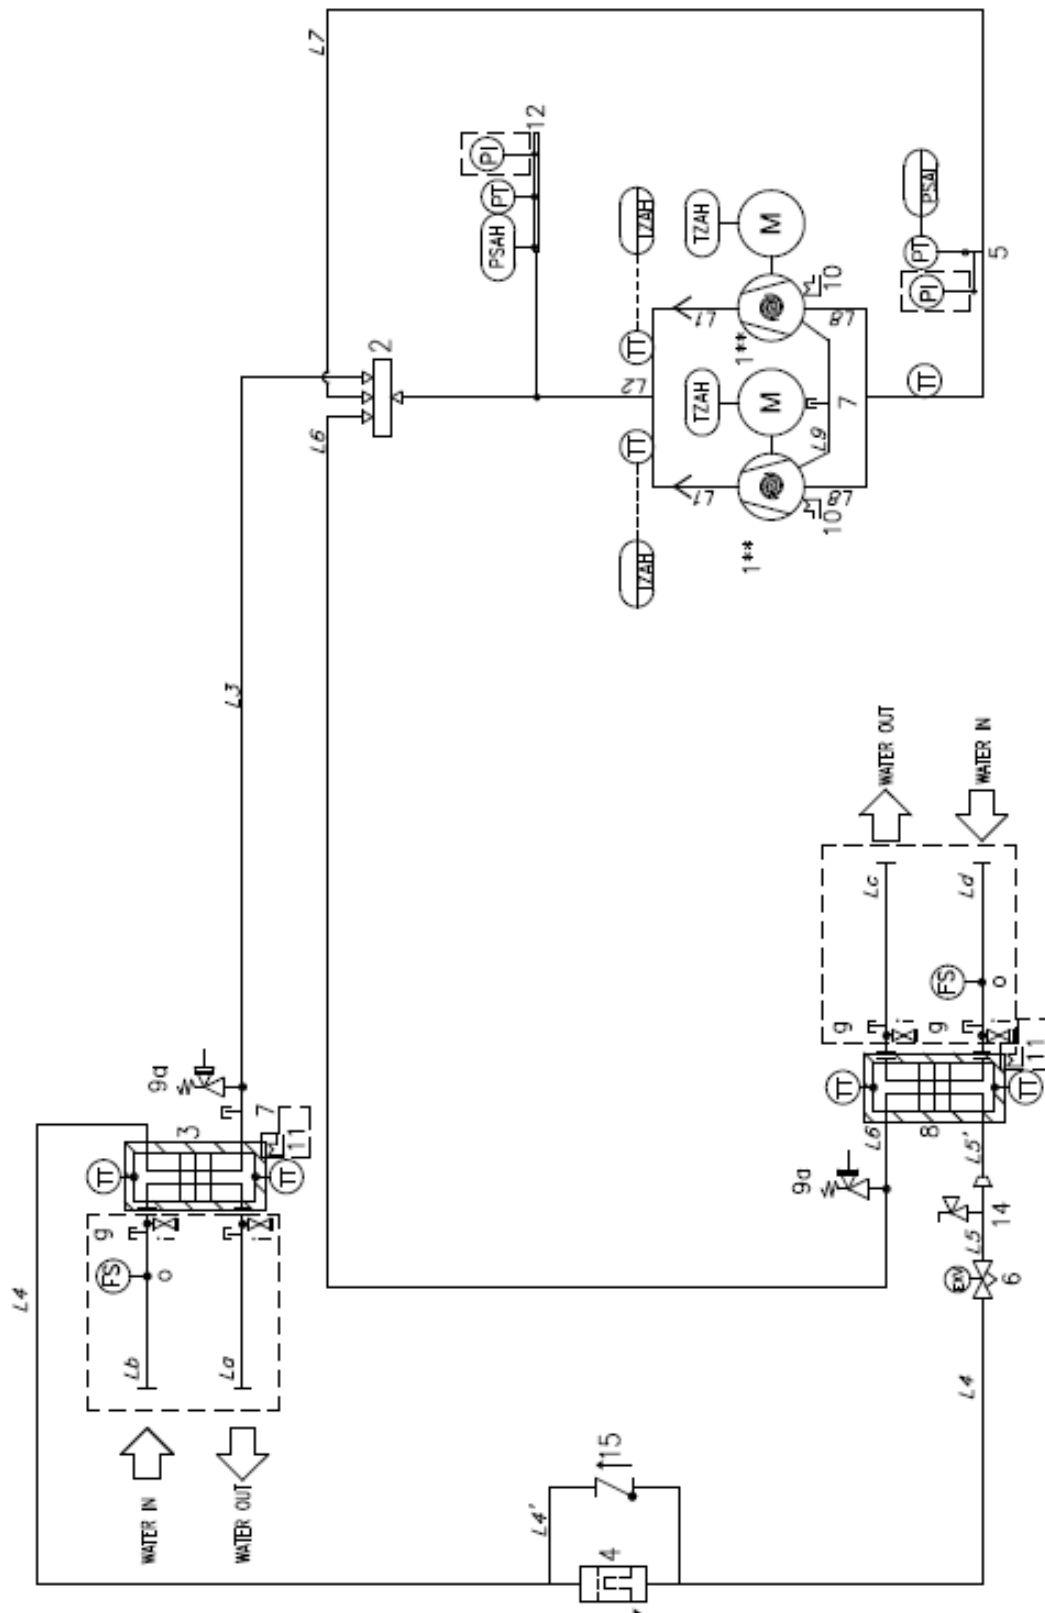 L7
12
PI
PT
PSAH
TZAH
TZAH
M
PSAL
PT
PI
5
10
L1
L8
1**
TT
TT
2
L2
TZAH
M
7
L9
L6
TT
L1
L8
10
TZAH
1**
L3
WATER OUT
WATER IN
Lc
Ld
FS
o
g
i
g
i
11
TT
TT
8
L6
L5'
9a
14
L5
EXV
6
L4
9a
7
3
11
TT
TT
g
i
i
FS
o
L4
Lb
La
WATER IN
WATER OUT
15
L4'
4